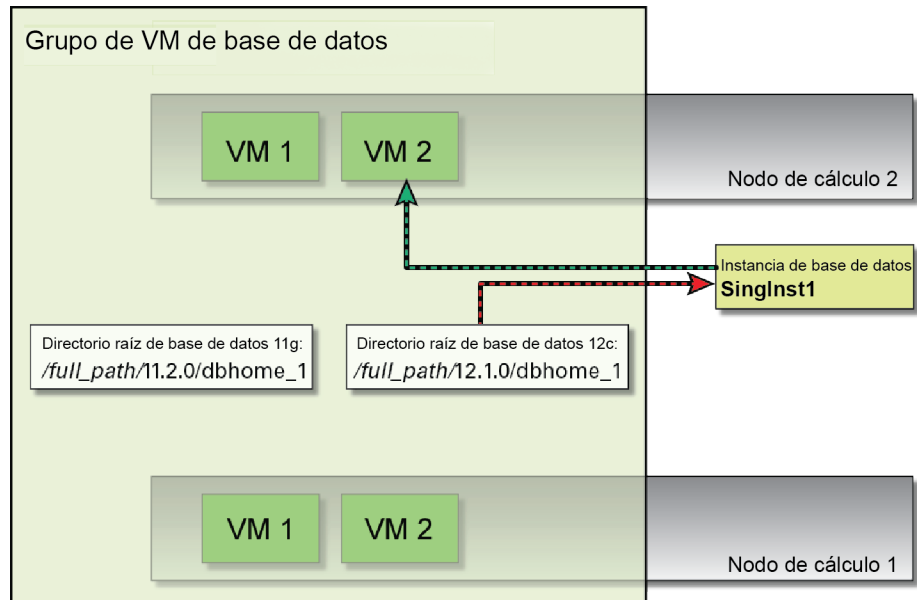 Grupo de VM de base de datos
VM 1
VM 2
Nodo de cálculo 2
Instancia de base de datos
SingInst1
Directorio raíz de base de datos 11g:
/full_path/11.2.0/dbhome_1
Directorio raíz de base de datos 12c:
/full_path/12.1.0/dbhome_1
VM 1
VM 2
Nodo de cálculo 1